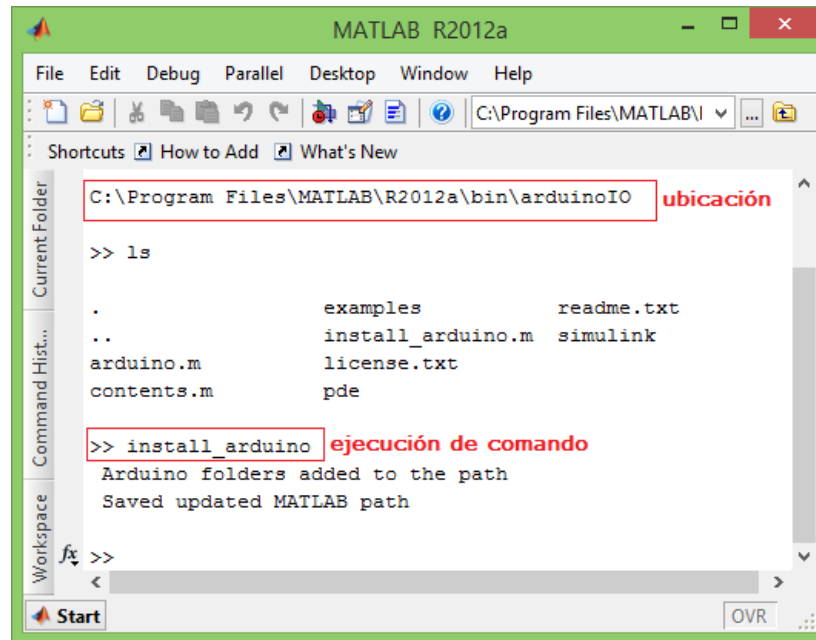 MATLAB R2012a
File Edit Debug Parallel Desktop Window Help
C:\Program Files\MATLAB\I ...
Shortcuts How to Add What's New
Current Folder
C:\Program Files\MATLAB\R2012a\bin\arduinoIO ubicación
>> ls
. examples readme.txt
.. install_arduino.m simulink
arduino.m license.txt
contents.m pde
Command Hist...
>> install_arduino ejecución de comando
Arduino folders added to the path
Saved updated MATLAB path
Workspace
fx >>
Start OVR